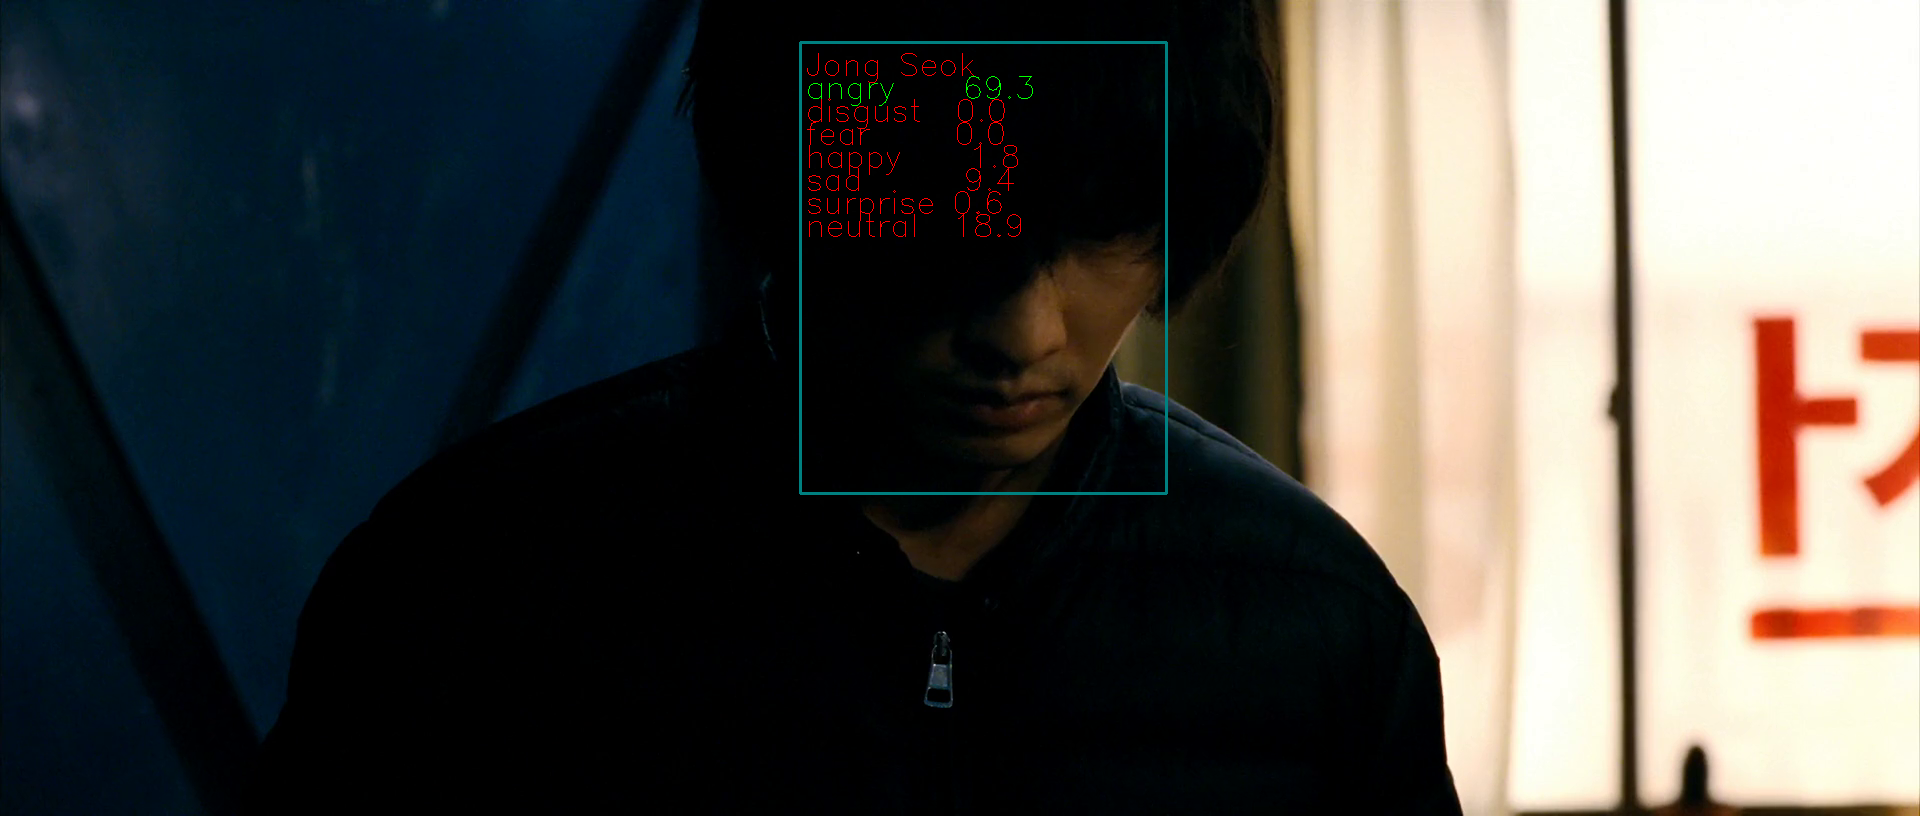 Jong Seok
angry 69.3
disgust 0.0
fear 0.0
happy 1.8
sad 9.4
surprise 0.6
neutral 18.9